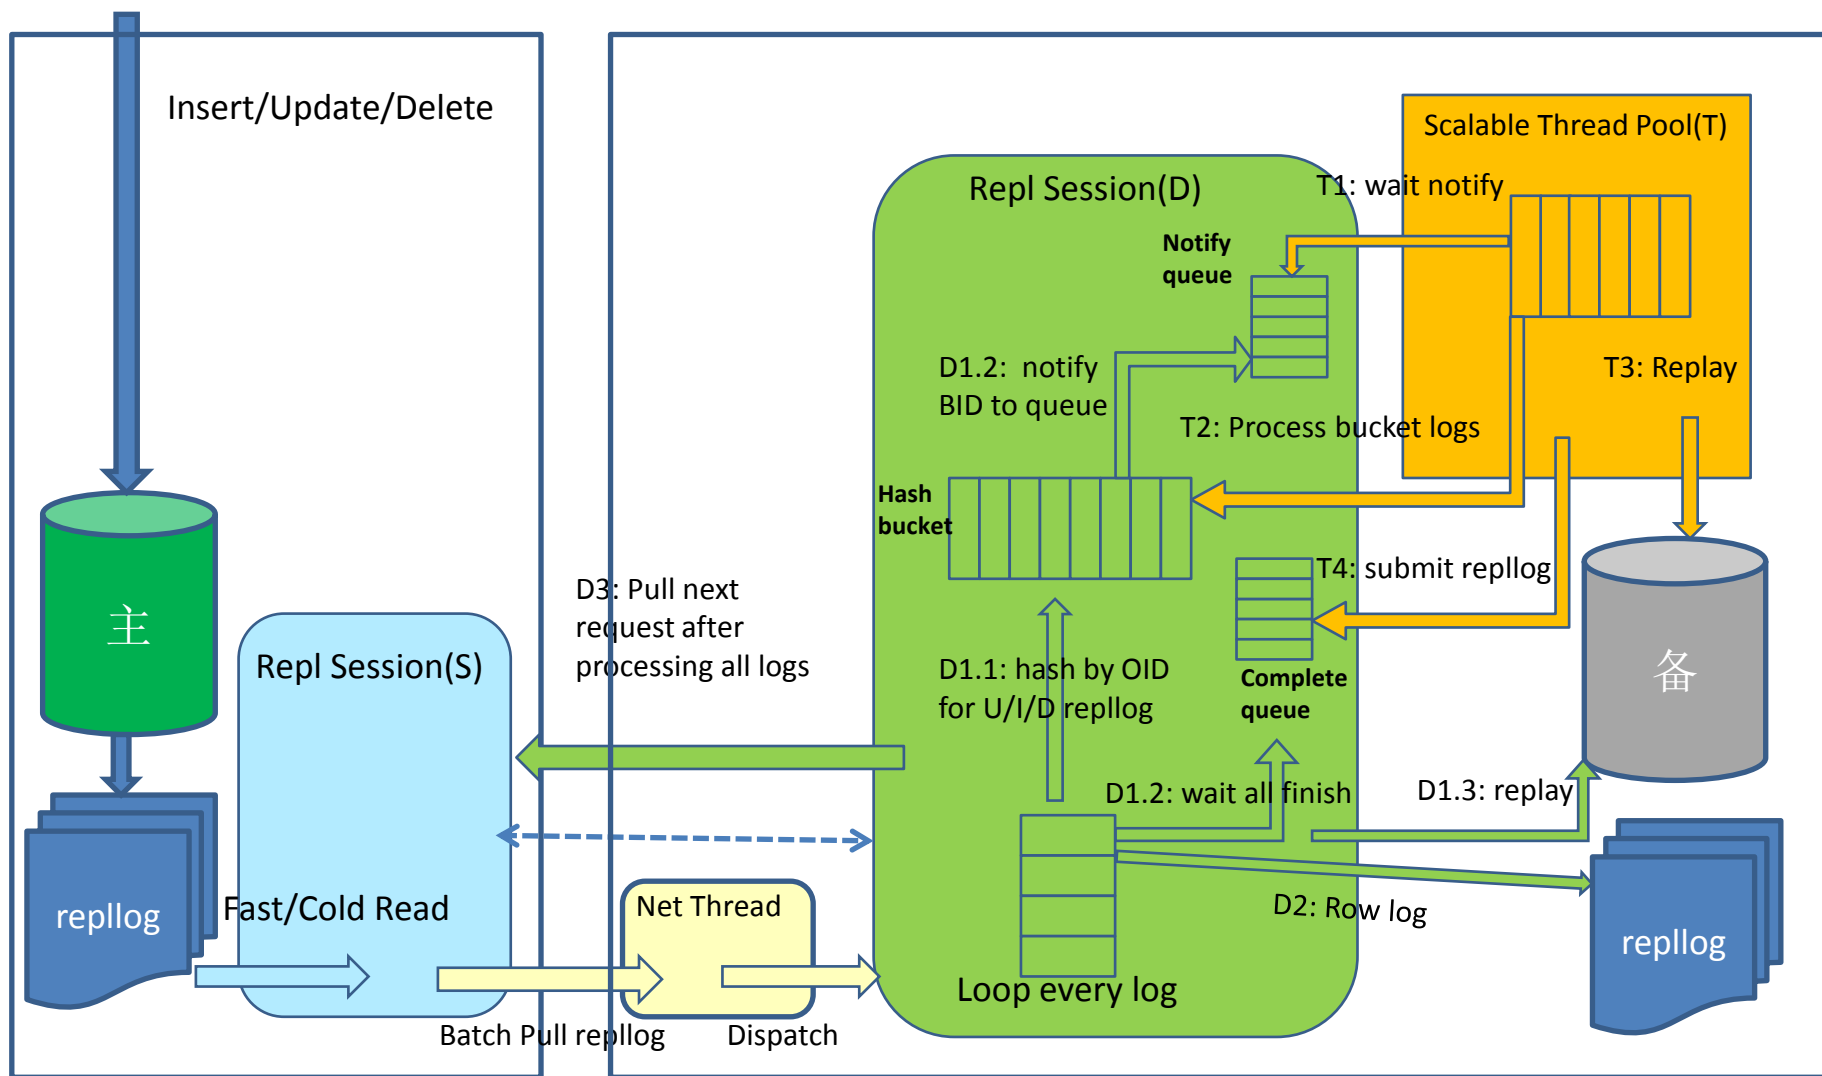 Insert/Update/Delete
主
Repl Session(S)
repllog
Fast/Cold Read
Batch Pull repllog
D3: Pull next
request after
processing all logs
Net Thread
Dispatch
Repl Session(D)
Notify
queue
D1.2:  notify
BID to queue
Hash
bucket
D1.1: hash by OID
for U/I/D repllog
Complete
queue
D1.2: wait all finish
Loop every log
Scalable Thread Pool(T)
T1: wait notify
T2: Process bucket logs
T3: Replay
T4: submit repllog
备
D1.3: replay
D2: Row log
repllog